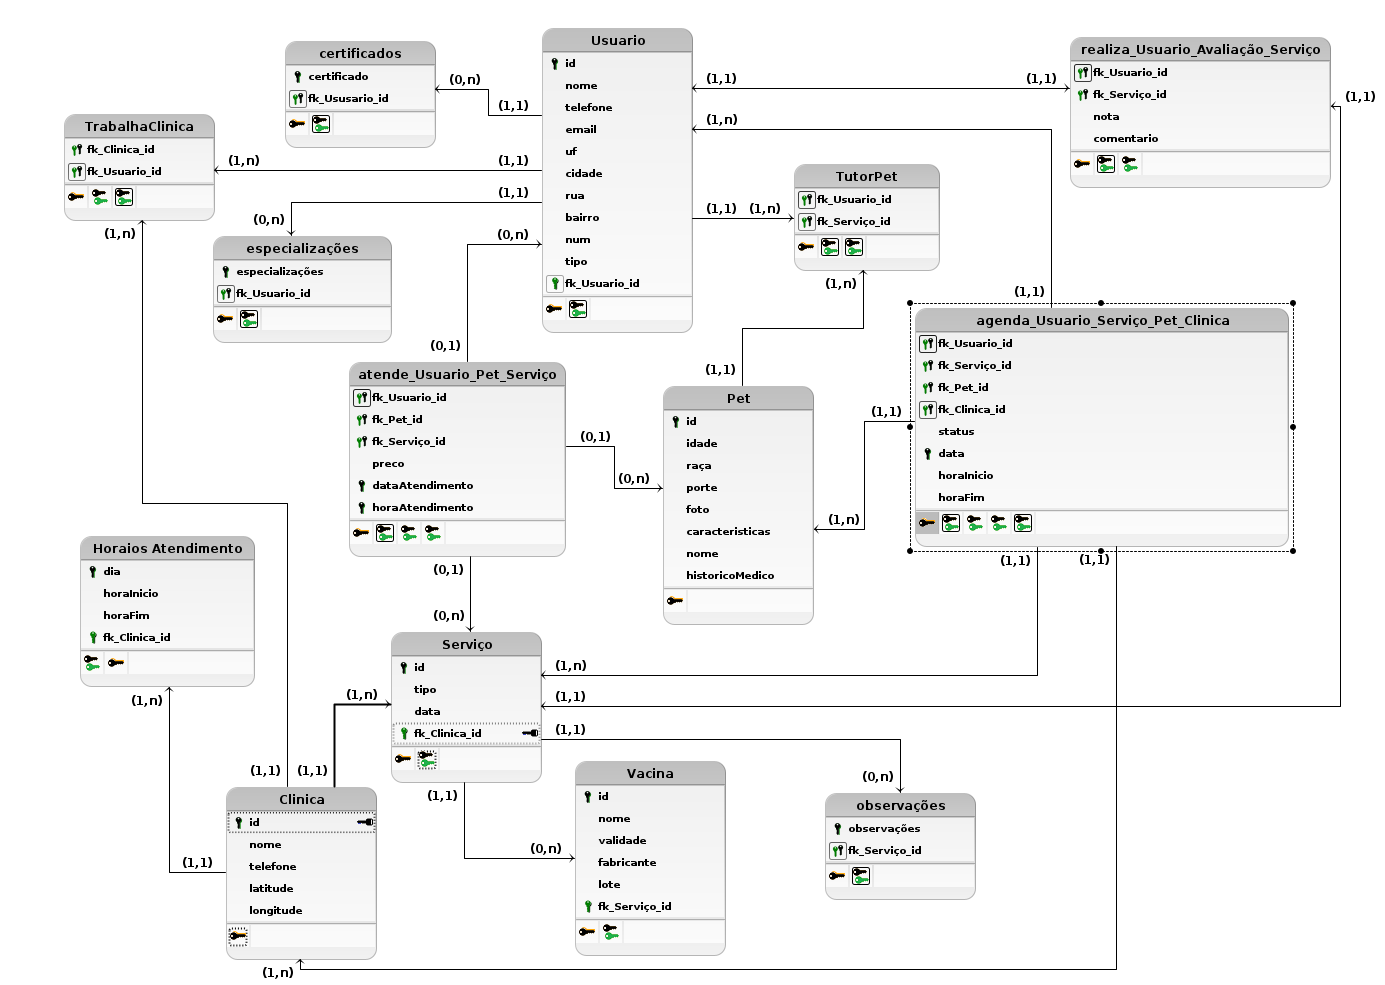 certificados
certificado
fk_Ususario_id
(0,n)
(1,1)
Usuario
id
nome
telefone
email
uf
cidade
rua
bairro
num
tipo
fk_Usuario_id
(1,1)
(1,1)
(1,n)
realiza_Usuario_Avaliação_Serviço
fk_Usuario_id
fk_Serviço_id
nota
comentario
(1,1)
TrabalhaClinica
fk_Clinica_id
fk_Usuario_id
(1,n)
(1,1)
(1,n)
(1,1)
(0,n)
especializações
especializações
fk_Usuario_id
(0,n)
(0,1)
TutorPet
fk_Usuario_id
fk_Serviço_id
(1,1)
(1,n)
(1,n)
(1,1)
(1,1)
agenda_Usuario_Serviço_Pet_Clinica
fk_Usuario_id
fk_Serviço_id
fk_Pet_id
fk_Clinica_id
status
data
horaInicio
horaFim
(1,1)
(1,n)
(1,1)
(1,1)
atende_Usuario_Pet_Serviço
fk_Usuario_id
fk_Pet_id
fk_Serviço_id
preco
dataAtendimento
horaAtendimento
(0,1)
(0,n)
(0,1)
(0,n)
Pet
id
idade
raça
porte
foto
caracteristicas
nome
historicoMedico
Horaios Atendimento
dia
horaInicio
horaFim
fk_Clinica_id
(1,n)
(1,1)
Serviço
id
tipo
data
fk_Clinica_id
(1,n)
(1,n)
(1,1)
(1,1)
(1,1)
(0,n)
(1,1)
(1,1)
Clinica
id
nome
telefone
latitude
longitude
(1,n)
Vacina
id
nome
validade
fabricante
lote
fk_Serviço_id
(0,n)
observações
observações
fk_Serviço_id